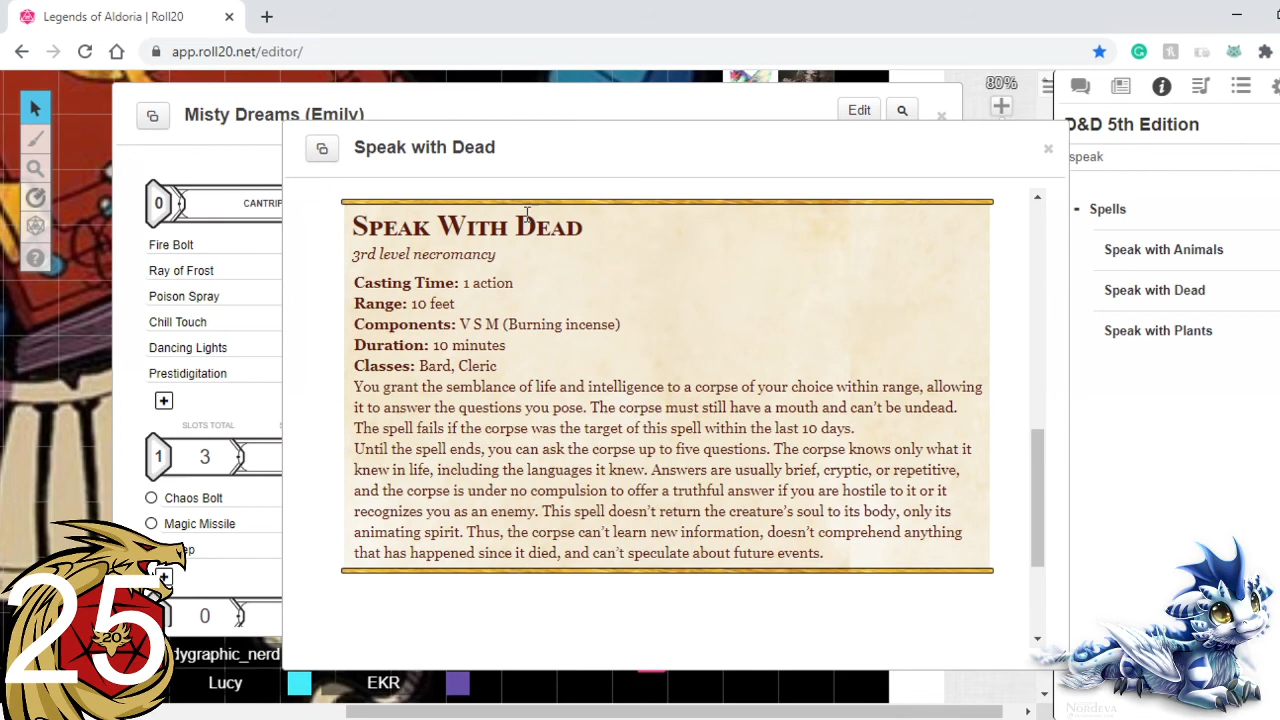 Legends of Aldoria | Roll20
app.roll20.net/editor/
80%
Misty Dreams (Emily)
Edit
D&D 5th Edition
speak
Speak with Dead
Spells
Speak with Animals
Speak with Dead
Speak with Plants
0
CANTRIP
Fire Bolt
Ray of Frost
Poison Spray
Chill Touch
Dancing Lights
Prestidigitation
SLOTS TOTAL
1
3
Chaos Bolt
Magic Missile
0
SPEAK WITH DEAD
3rd level necromancy
Casting Time: 1 action
Range: 10 feet
Components: V S M (Burning incense)
Duration: 10 minutes
Classes: Bard, Cleric
You grant the semblance of life and intelligence to a corpse of your choice within range, allowing
it to answer the questions you pose. The corpse must still have a mouth and can't be undead.
The spell fails if the corpse was the target of this spell within the last 10 days.
Until the spell ends, you can ask the corpse up to five questions. The corpse knows only what it
knew in life, including the languages it knew. Answers are usually brief, cryptic, or repetitive,
and the corpse is under no compulsion to offer a truthful answer if you are hostile to it or it
recognizes you as an enemy. This spell doesn't return the creature's soul to its body, only its
animating spirit. Thus, the corpse can't learn new information, doesn't comprehend anything
that has happened since it died, and can't speculate about future events.
25
20
dygraphic_nerd
Lucy
EKR
NORDEVA